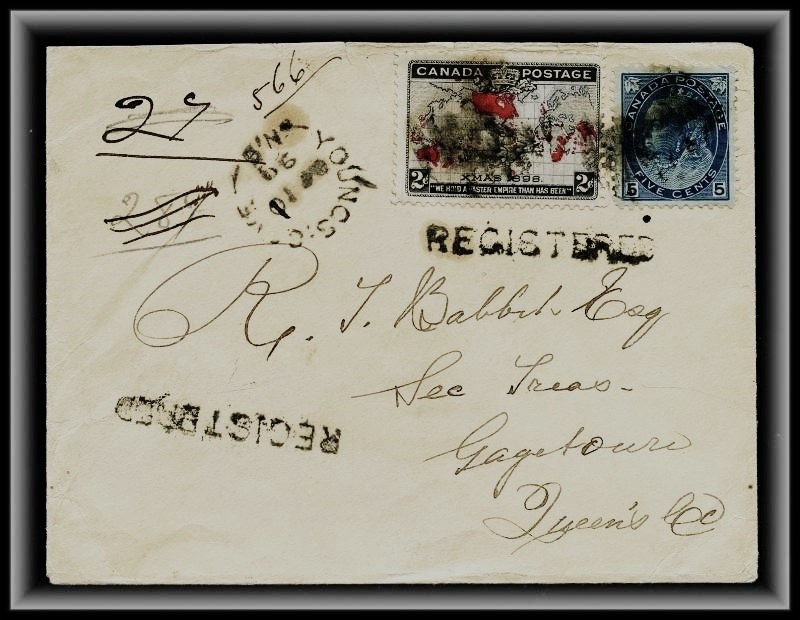 27
566
CANADA POSTAGE
XMAS 1898.
2c 2c
"WE HOLD A VASTER EMPIRE THAN HAS BEEN"
CANADA POSTAGE
5 5
FIVE CENTS
REGISTERED
R. T. Babbit Esq
Sec Treas-
Gagetown
Queen's Co
REGISTERED